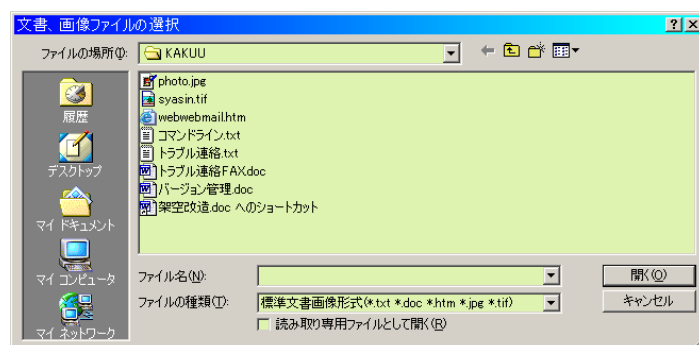 文書、画像ファイルの選択
ファイルの場所(I):
KAKUU
履歴
デスクトップ
マイ ドキュメント
マイ コンピュータ
マイ ネットワーク
photo.jpg
syasin.tif
webwebmail.htm
コマンドライン.txt
トラブル連絡.txt
トラブル連絡FAX.doc
バージョン管理.doc
架空改造.doc へのショートカット
ファイル名(N):
開く(O)
ファイルの種類(T):
標準文書画像形式(*.txt *.doc *.htm *.jpg *.tif)
キャンセル
読み取り専用ファイルとして開く(R)